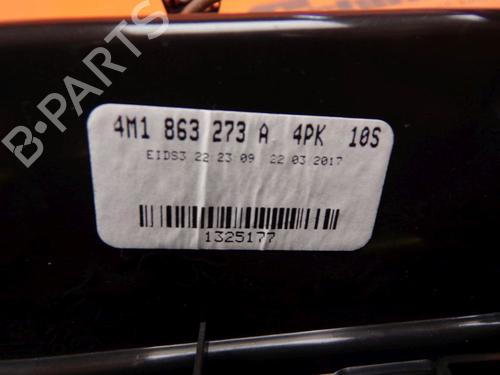 4M1 863 273 A 4PK 10S
EIDS3 22 23 09 22 03 2017
1325177
B-PARTS